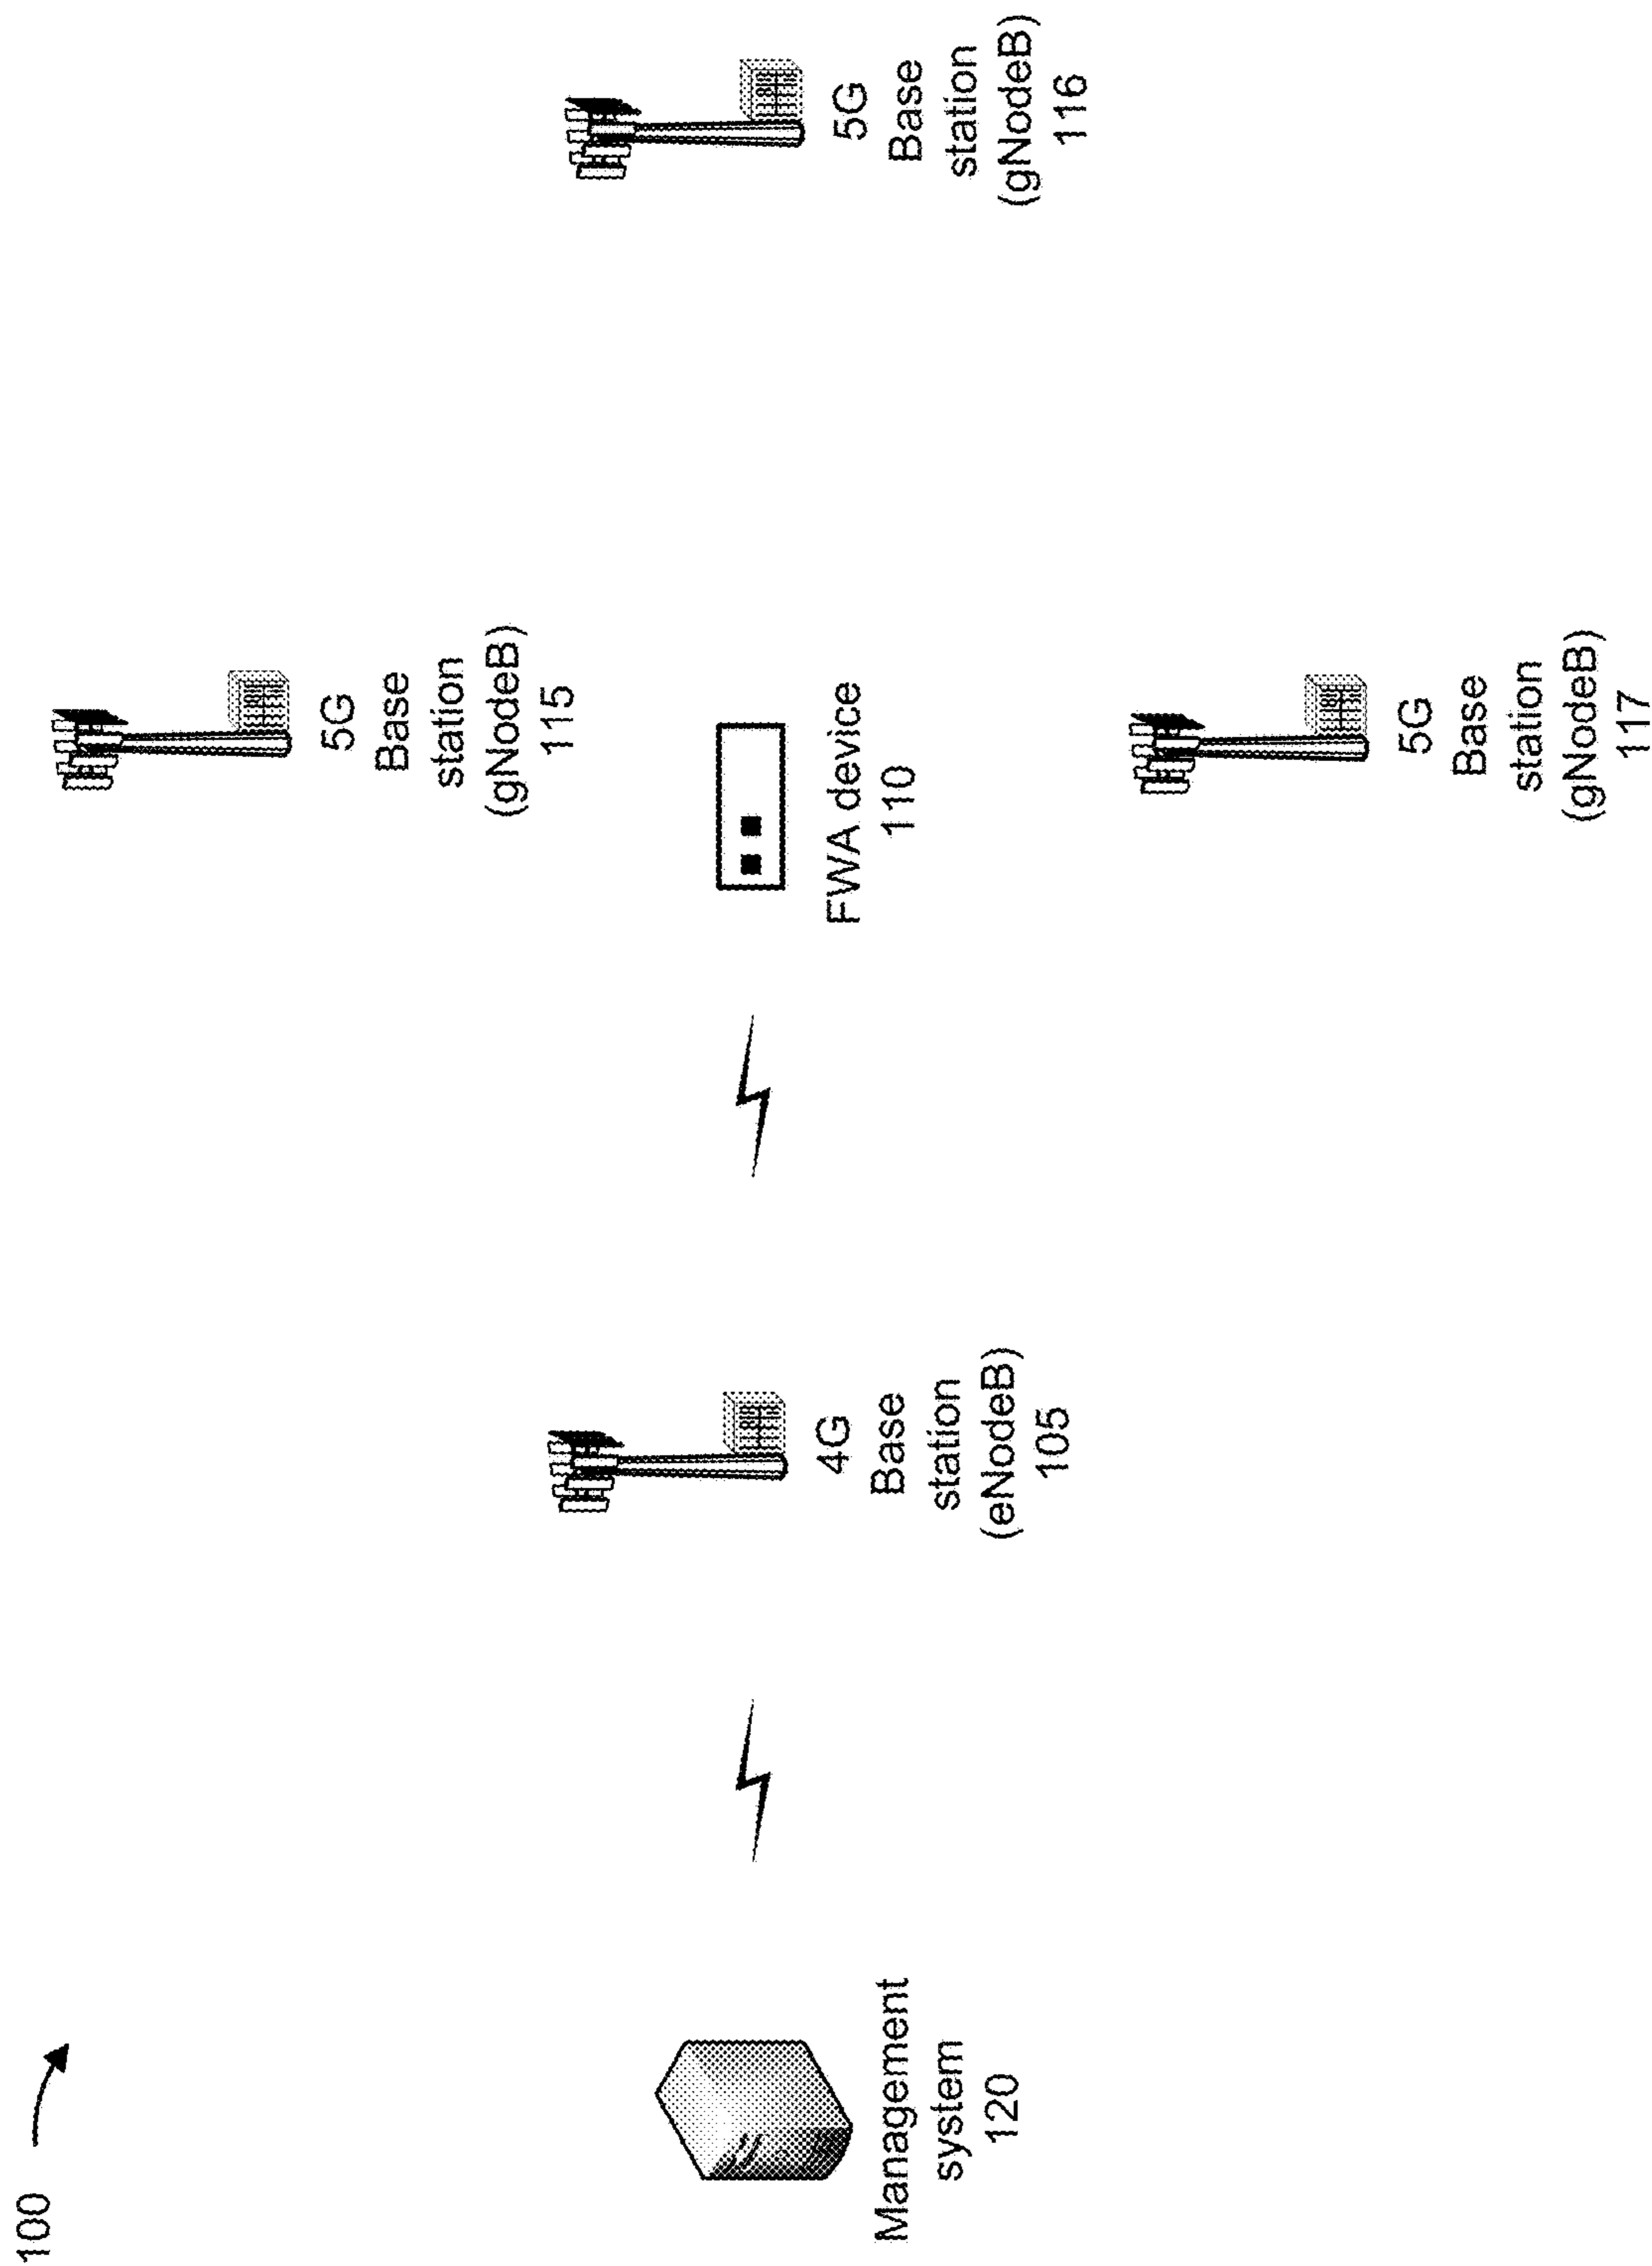 100
5G
Base
station
(gNodeB)
115
Management
system
120
4G
Base
station
(eNodeB)
105
FWA device
110
5G
Base
station
(gNodeB)
116
5G
Base
station
(gNodeB)
117